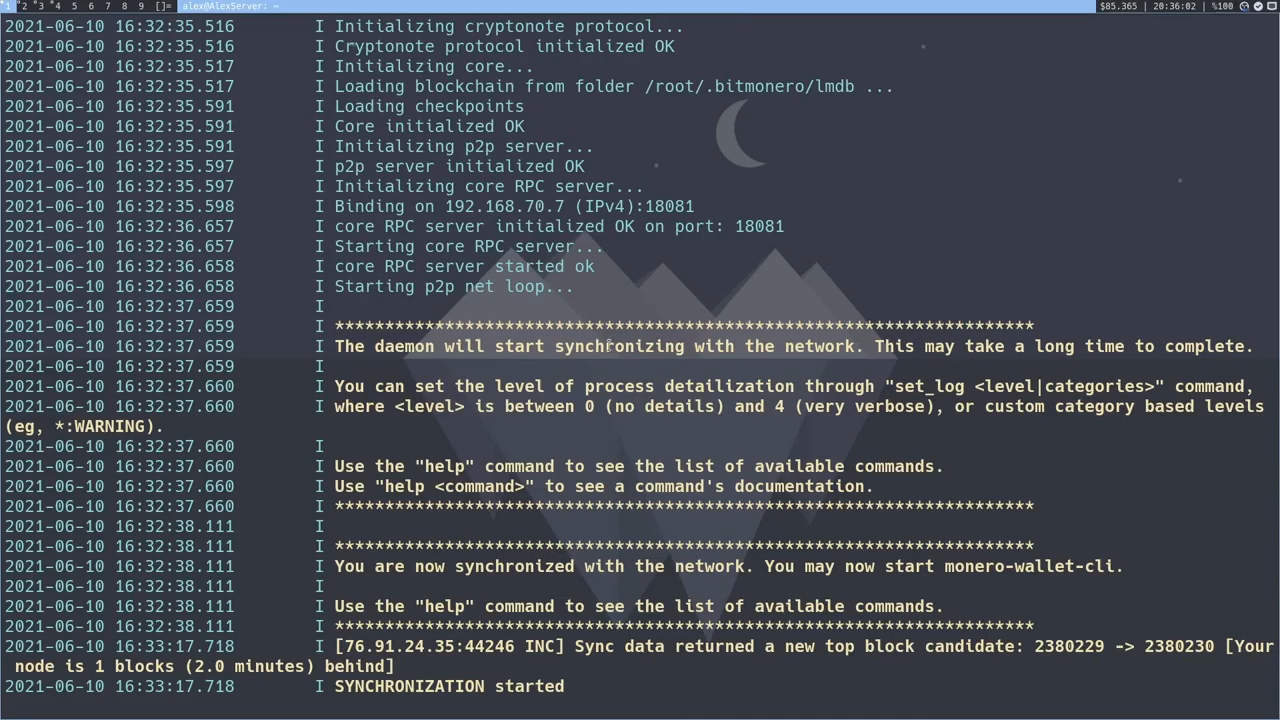 1 2 3 4 5 6 7 8 9 []= alex@AlexServer: ~ $85.365 | 20:36:02 | %100
2021-06-10 16:32:35.516 I Initializing cryptonote protocol...
2021-06-10 16:32:35.516 I Cryptonote protocol initialized OK
2021-06-10 16:32:35.517 I Initializing core...
2021-06-10 16:32:35.517 I Loading blockchain from folder /root/.bitmonero/lmdb ...
2021-06-10 16:32:35.591 I Loading checkpoints
2021-06-10 16:32:35.591 I Core initialized OK
2021-06-10 16:32:35.591 I Initializing p2p server...
2021-06-10 16:32:35.597 I p2p server initialized OK
2021-06-10 16:32:35.597 I Initializing core RPC server...
2021-06-10 16:32:35.598 I Binding on 192.168.70.7 (IPv4):18081
2021-06-10 16:32:36.657 I core RPC server initialized OK on port: 18081
2021-06-10 16:32:36.657 I Starting core RPC server...
2021-06-10 16:32:36.658 I core RPC server started ok
2021-06-10 16:32:36.658 I Starting p2p net loop...
2021-06-10 16:32:37.659 I
2021-06-10 16:32:37.659 I **********************************************************************
2021-06-10 16:32:37.659 I The daemon will start synchronizing with the network. This may take a long time to complete.
2021-06-10 16:32:37.659 I
2021-06-10 16:32:37.660 I You can set the level of process detailization through "set_log <level|categories>" command,
2021-06-10 16:32:37.660 I where <level> is between 0 (no details) and 4 (very verbose), or custom category based levels
(eg, *:WARNING).
2021-06-10 16:32:37.660 I
2021-06-10 16:32:37.660 I Use the "help" command to see the list of available commands.
2021-06-10 16:32:37.660 I Use "help <command>" to see a command's documentation.
2021-06-10 16:32:37.660 I **********************************************************************
2021-06-10 16:32:38.111 I
2021-06-10 16:32:38.111 I **********************************************************************
2021-06-10 16:32:38.111 I You are now synchronized with the network. You may now start monero-wallet-cli.
2021-06-10 16:32:38.111 I
2021-06-10 16:32:38.111 I Use the "help" command to see the list of available commands.
2021-06-10 16:32:38.111 I **********************************************************************
2021-06-10 16:33:17.718 I [76.91.24.35:44246 INC] Sync data returned a new top block candidate: 2380229 -> 2380230 [Your
node is 1 blocks (2.0 minutes) behind]
2021-06-10 16:33:17.718 I SYNCHRONIZATION started